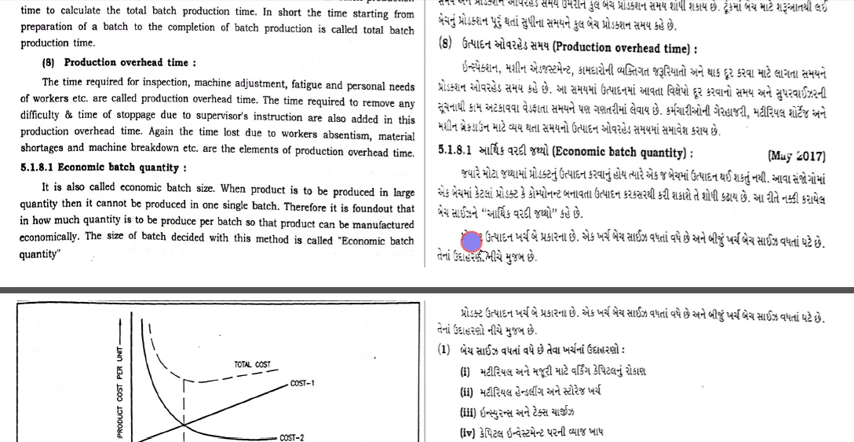 time to calculate the total batch production time. In short the time starting from
preparation of a batch to the completion of batch production is called total batch
production time.
(8) Production overhead time :
The time required for inspection, machine adjustment, fatigue and personal needs
of workers etc. are called production overhead time. The time required to remove any
difficulty & time of stoppage due to supervisor's instruction are also added in this
production overhead time. Again the time lost due to workers absentism, material
shortages and machine breakdown etc. are the elements of production overhead time.
5.1.8.1 Economic batch quantity :
It is also called economic batch size. When product is to be produced in large
quantity then it cannot be produced in one single batch. Therefore it is foundout that
in how much quantity is to be produce per batch so that product can be manufactured
economically. The size of batch decided with this method is called "Economic batch
quantity"
PRODUCT COST PER UNIT
TOTAL COST
COST-1
COST-2
બેચનું પ્રોડક્શન પૂરું થતાં સુધીના સમયને કુલ બેચ પ્રોડક્શન સમય કહે છે.
(8) ઉત્પાદન ઓવરહેડ સમય (Production overhead time) :
ઇન્સ્પેક્શન, મશીન એડજસ્ટમેન્ટ, કામદારોની વ્યક્તિગત જરૂરિયાતો અને થાક દૂર કરવા માટે લાગતા સમયને
પ્રોડક્શન ઓવરહેડ સમય કહે છે. આ સમયમાં ઉત્પાદનમાં આવતા વિક્ષેપો દૂર કરવાનો સમય અને સુપરવાઈઝરની
સૂચનાથી કામ અટકાવવા વેડફાતા સમયને પણ ગણતરીમાં લેવાય છે. કર્મચારીઓની ગેરહાજરી, મટીરિયલ શોર્ટેજ અને
મશીન બ્રેકડાઉન માટે વ્યય થતા સમયનો ઉત્પાદન ઓવરહેડ સમયમાં સમાવેશ કરાય છે.
5.1.8.1 આર્થિક વરદી જથ્થો (Economic batch quantity) : (May 2017)
જ્યારે મોટા જથ્થામાં પ્રોડક્ટનું ઉત્પાદન કરવાનું હોય ત્યારે એક જ બેચમાં ઉત્પાદન થઈ શકતું નથી. આવા સંજોગોમાં
એક બેચમાં કેટલાં પ્રોડક્ટ કે કોમ્પોનન્ટ બનાવતા ઉત્પાદન કરકસરથી કરી શકાશે તે શોધી કઢાય છે. આ રીતે નક્કી કરાયેલ
બેચ સાઈઝને "આર્થિક વરદી જથ્થો" કહે છે.
ઉત્પાદન ખર્ચ બે પ્રકારના છે. એક ખર્ચ બેચ સાઈઝ વધતાં વધે છે અને બીજું ખર્ચ બેચ સાઈઝ વધતાં ઘટે છે.
તેનાં ઉદાહરણો નીચે મુજબ છે.
પ્રોડક્ટ ઉત્પાદન ખર્ચ બે પ્રકારના છે. એક ખર્ચ બેચ સાઈઝ વધતાં વધે છે અને બીજું ખર્ચ બેચ સાઈઝ વધતાં ઘટે છે.
તેનાં ઉદાહરણો નીચે મુજબ છે.
(1) બેચ સાઈઝ વધતાં વધે છે તેવા ખર્ચનાં ઉદાહરણો :
(i) મટીરિયલ અને મજૂરી માટે વર્કિંગ કેપિટલનું રોકાણ
(ii) મટીરિયલ હેન્ડલીંગ અને સ્ટોરેજ ખર્ચ
(iii) ઇન્સ્યુરન્સ અને ટેક્સ ચાર્જીઝ
(iv) કેપિટલ ઇન્વેસ્ટમેન્ટ પરની વ્યાજ ખાધ